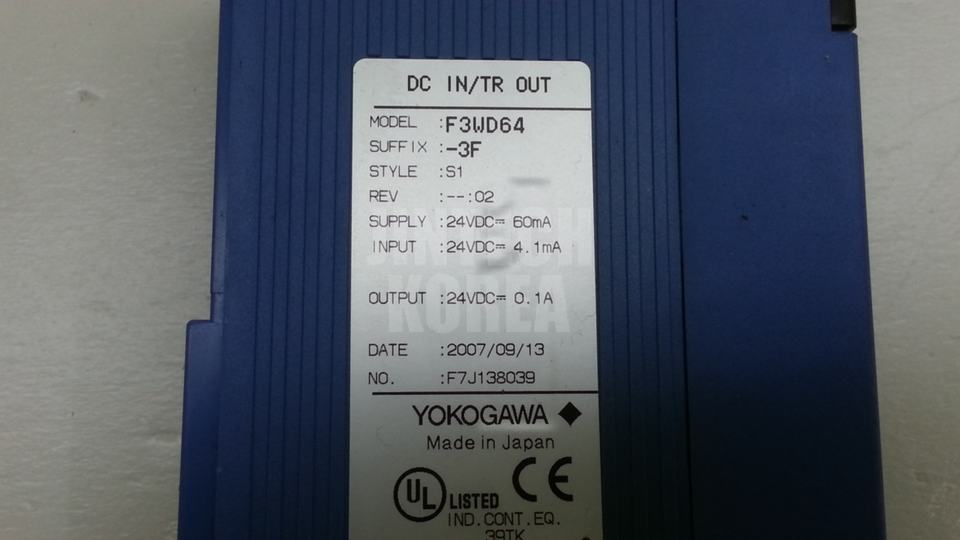 DC IN/TR OUT
MODEL :F3WD64
SUFFIX :-3F
STYLE :S1
REV :--:02
SUPPLY :24VDC⎓ 60mA
INPUT :24VDC⎓ 4.1mA
OUTPUT :24VDC⎓ 0.1A
KOREA
DATE :2007/09/13
NO. :F7J138039
YOKOGAWA
Made in Japan
UL LISTED CE
IND.CONT.EQ.
39TK